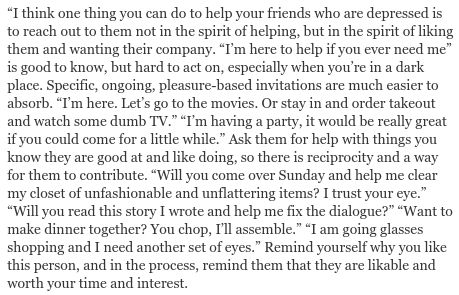 “I think one thing you can do to help your friends who are depressed is
to reach out to them not in the spirit of helping, but in the spirit of liking
them and wanting their company. “I’m here to help if you ever need me”
is good to know, but hard to act on, especially when you’re in a dark
place. Specific, ongoing, pleasure-based invitations are much easier to
absorb. “I’m here. Let’s go to the movies. Or stay in and order takeout
and watch some dumb TV.” “I’m having a party, it would be really great
if you could come for a little while.” Ask them for help with things you
know they are good at and like doing, so there is reciprocity and a way
for them to contribute. “Will you come over Sunday and help me clear
my closet of unfashionable and unflattering items? I trust your eye.”
“Will you read this story I wrote and help me fix the dialogue?” “Want to
make dinner together? You chop, I’ll assemble.” “I am going glasses
shopping and I need another set of eyes.” Remind yourself why you like
this person, and in the process, remind them that they are likable and
worth your time and interest.